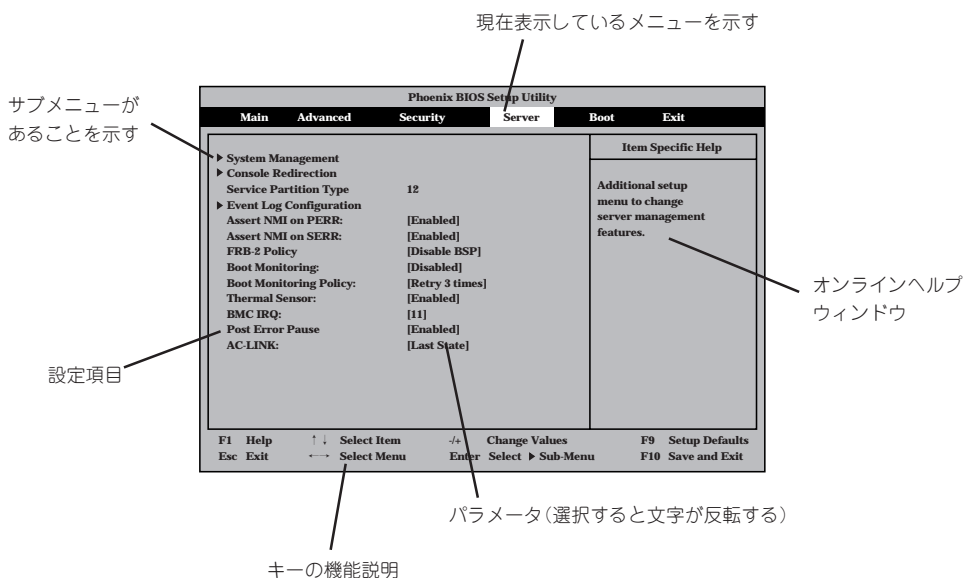 現在表示しているメニューを示す
サブメニューが
あることを示す
Phoenix BIOS Setup Utility
Main Advanced Security Server Boot Exit
Item Specific Help
▶ System Management
▶ Console Redirection
Service Partition Type 12
▶ Event Log Configuration
Assert NMI on PERR: [Enabled]
Assert NMI on SERR: [Enabled]
FRB-2 Policy [Disable BSP]
Boot Monitoring: [Disabled]
Boot Monitoring Policy: [Retry 3 times]
Thermal Sensor: [Enabled]
BMC IRQ: [11]
Post Error Pause [Enabled]
AC-LINK: [Last State]
Additional setup
menu to change
server management
features.
オンラインヘルプ
ウィンドウ
設定項目
F1 Help ↑↓ Select Item -/+ Change Values F9 Setup Defaults
Esc Exit ←→ Select Menu Enter Select ▶ Sub-Menu F10 Save and Exit
パラメータ(選択すると文字が反転する)
キーの機能説明